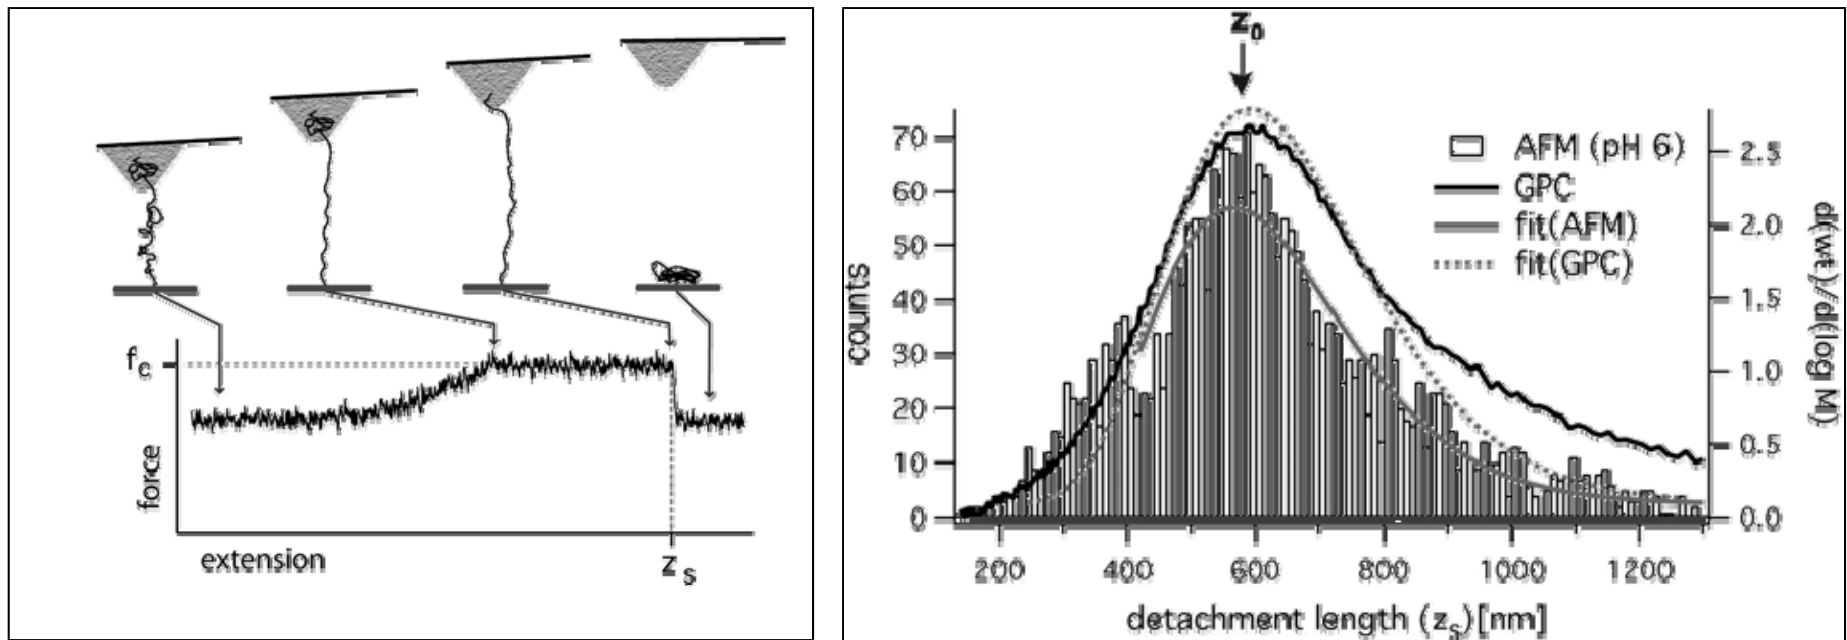 f_c
force
extension
z_s
z_0
counts
70
60
50
40
30
20
10
0
AFM (pH 6)
GPC
fit(AFM)
fit(GPC)
2.5
2.0
1.5
1.0
0.5
0.0
d(wt)/d(log M)
200 400 600 800 1000 1200
detachment length (z_s)[nm]